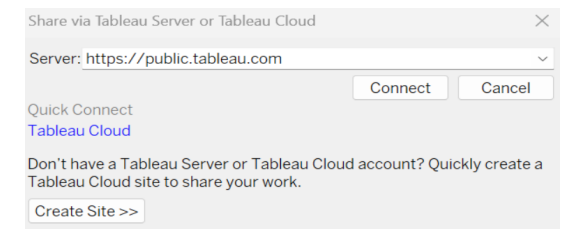 Share via Tableau Server or Tableau Cloud
Server: https://public.tableau.com
Connect Cancel
Quick Connect
Tableau Cloud
Don't have a Tableau Server or Tableau Cloud account? Quickly create a
Tableau Cloud site to share your work.
Create Site >>